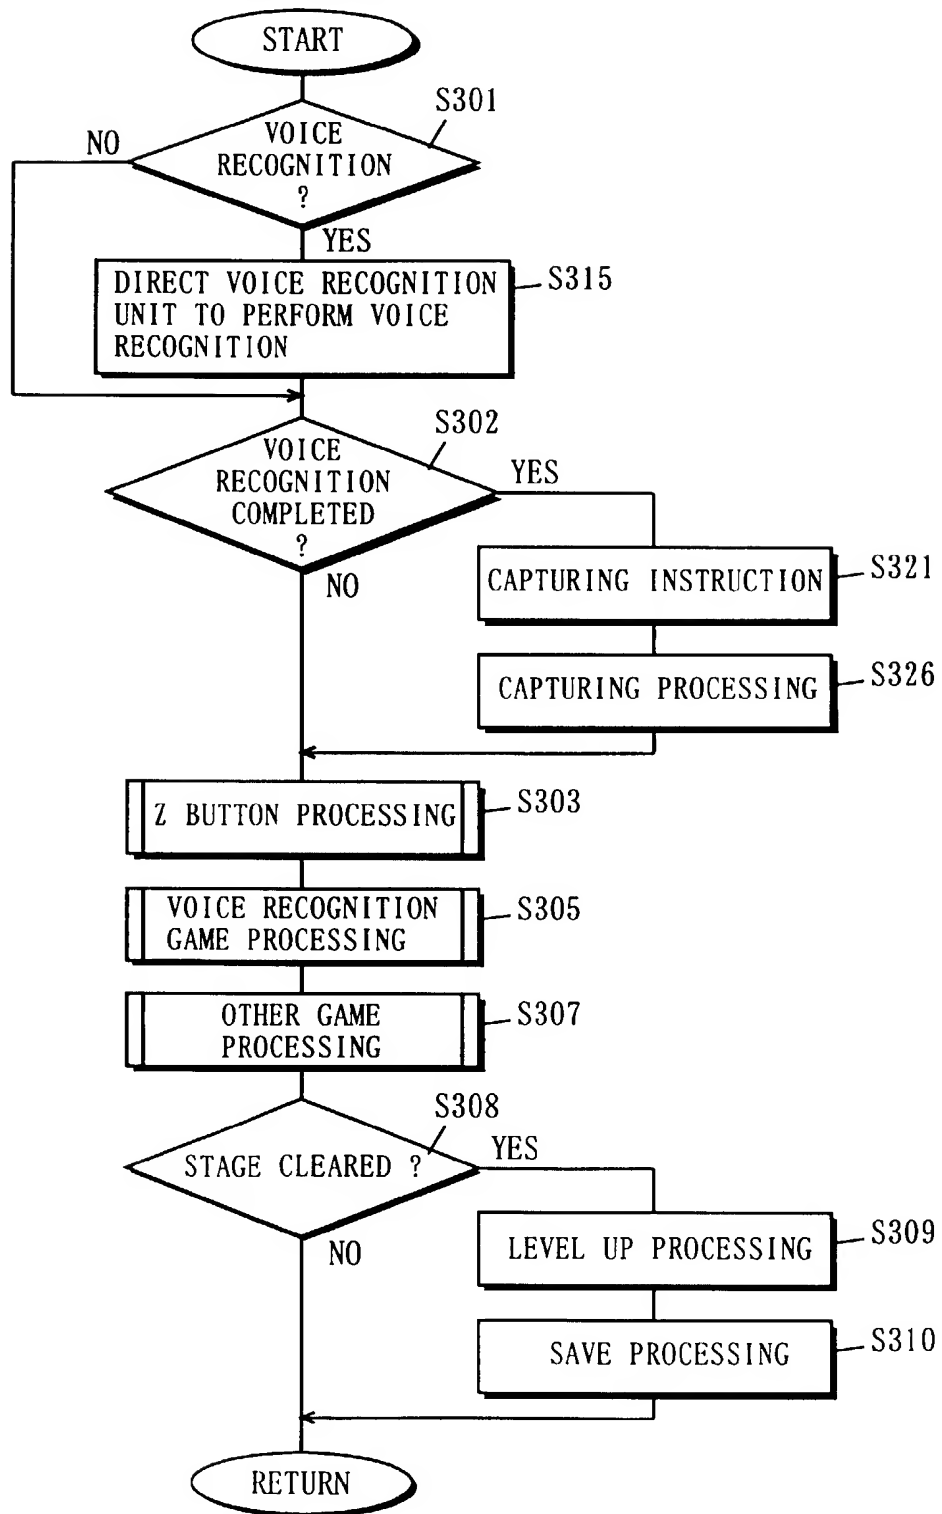 START
S301
NO
VOICE
RECOGNITION
?
YES
DIRECT VOICE RECOGNITION
UNIT TO PERFORM VOICE
RECOGNITION
S315
S302
VOICE
RECOGNITION
COMPLETED
?
YES
NO
CAPTURING INSTRUCTION
S321
CAPTURING PROCESSING
S326
Z BUTTON PROCESSING
S303
VOICE RECOGNITION
GAME PROCESSING
S305
OTHER GAME
PROCESSING
S307
S308
STAGE CLEARED ?
YES
NO
LEVEL UP PROCESSING
S309
SAVE PROCESSING
S310
RETURN